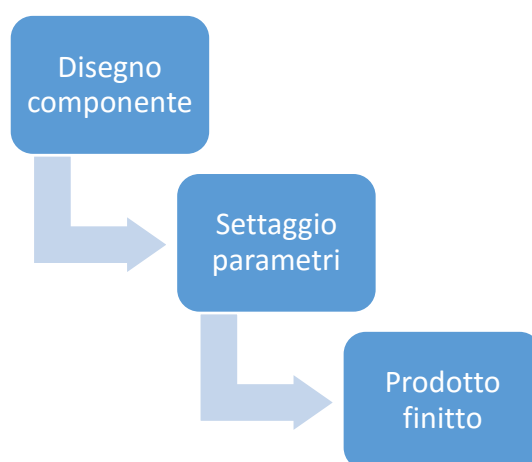 Disegno
componente
Settaggio
parametri
Prodotto
finitto